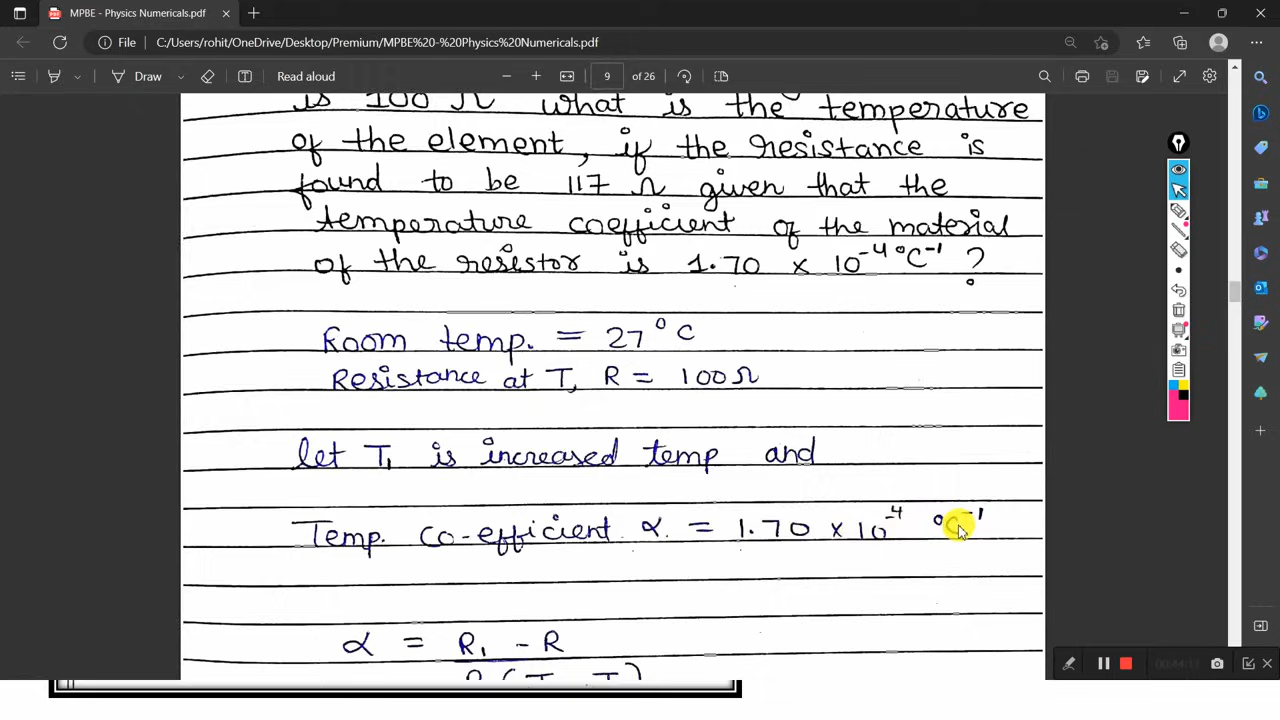 MPBE - Physics Numericals.pdf
File C:/Users/rohit/OneDrive/Desktop/Premium/MPBE%20-%20Physics%20Numericals.pdf
Draw Read aloud 9 of 26
is 100 Ω what is the temperature
of the element, if the resistance is
found to be 117 Ω given that the
temperature coefficient of the material
of the resistor is 1.70 x 10⁻⁴ °C⁻¹ ?
Room temp. = 27°C
Resistance at T, R = 100Ω
let T₁ is increased temp and
Temp. co-efficient α = 1.70 x 10⁻⁴ °C⁻¹
α = R₁ - R